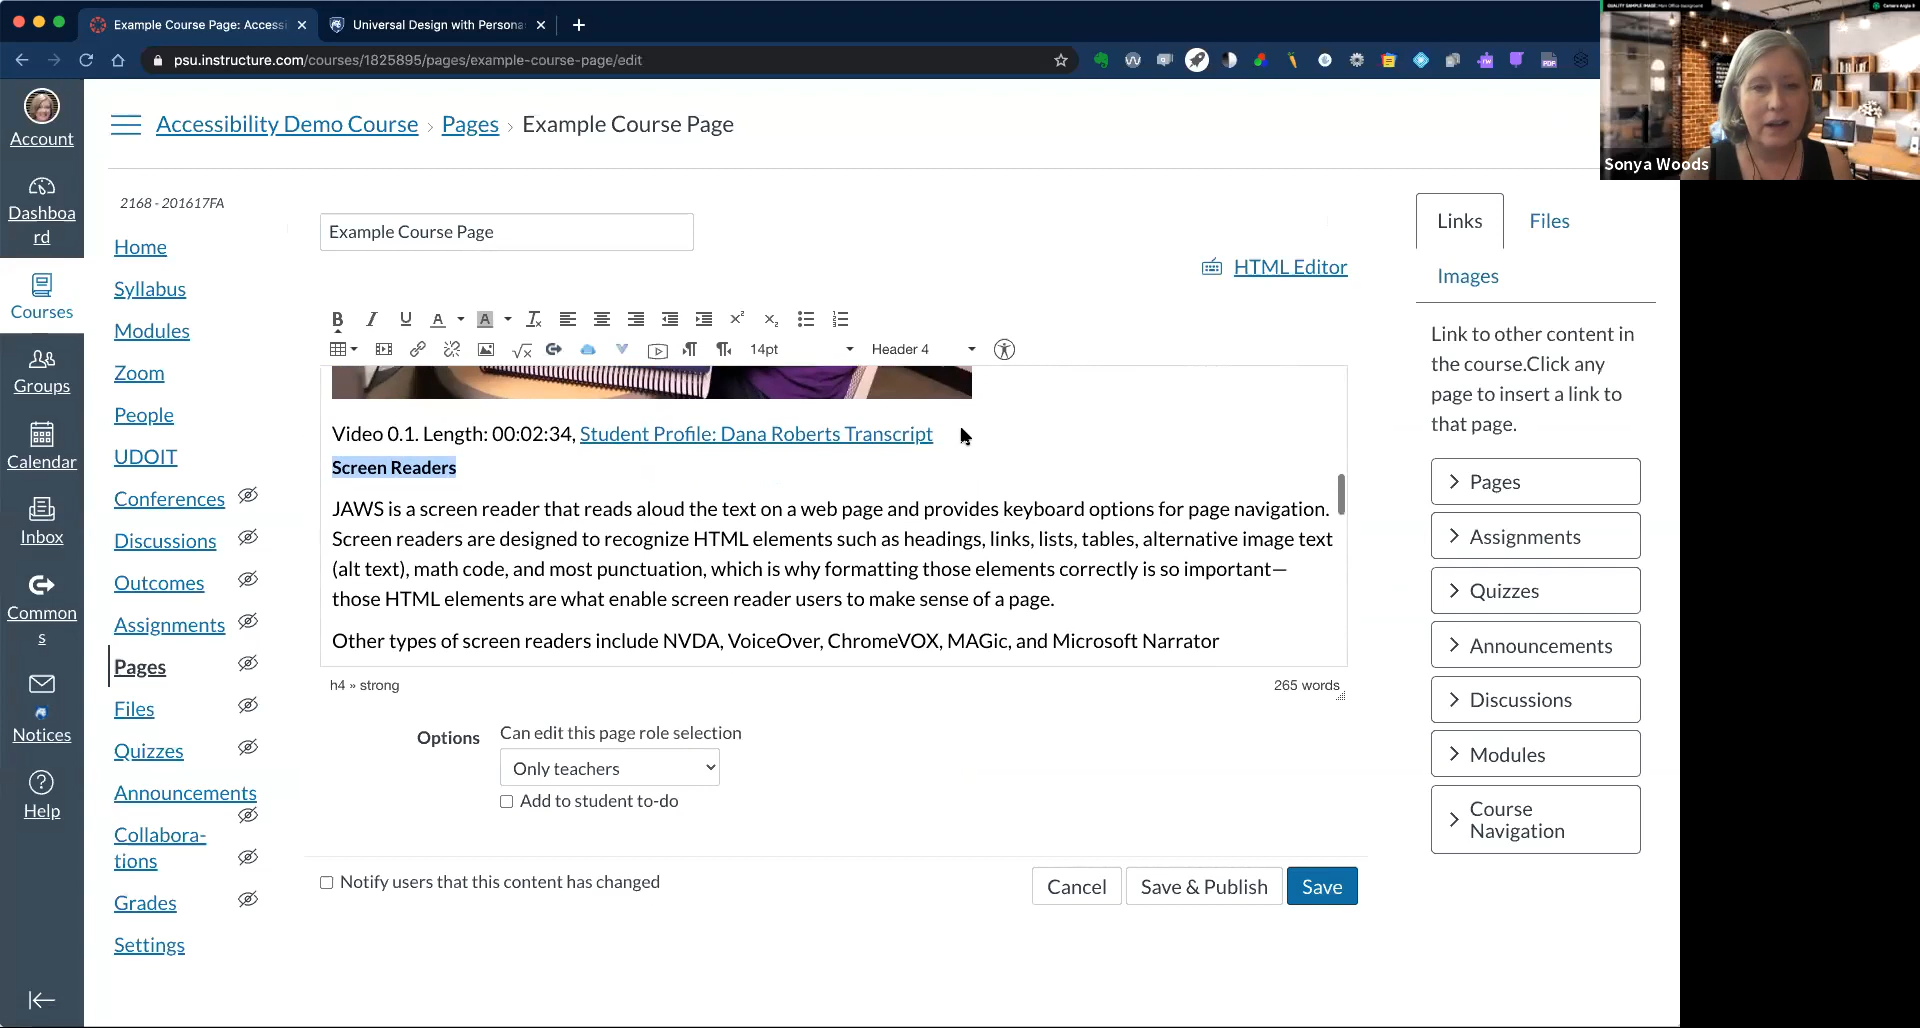 Example Course Page: Accessi
Universal Design with Persona
psu.instructure.com/courses/1825895/pages/example-course-page/edit
Sonya Woods
Account
Dashboa
rd
Courses
Groups
Calendar
Inbox
Common
s
Notices
Help
Accessibility Demo Course > Pages > Example Course Page
2168 - 201617FA
Home
Syllabus
Modules
Zoom
People
UDOIT
Conferences
Discussions
Outcomes
Assignments
Pages
Files
Quizzes
Announcements
Collabora-
tions
Grades
Settings
Example Course Page
HTML Editor
14pt
Header 4
Video 0.1. Length: 00:02:34, Student Profile: Dana Roberts Transcript
Screen Readers
JAWS is a screen reader that reads aloud the text on a web page and provides keyboard options for page navigation.
Screen readers are designed to recognize HTML elements such as headings, links, lists, tables, alternative image text
(alt text), math code, and most punctuation, which is why formatting those elements correctly is so important—
those HTML elements are what enable screen reader users to make sense of a page.
Other types of screen readers include NVDA, VoiceOver, ChromeVOX, MAGic, and Microsoft Narrator
h4 » strong
265 words
Options
Can edit this page role selection
Only teachers
Add to student to-do
Notify users that this content has changed
Cancel
Save & Publish
Save
Links
Files
Images
Link to other content in
the course.Click any
page to insert a link to
that page.
Pages
Assignments
Quizzes
Announcements
Discussions
Modules
Course
Navigation